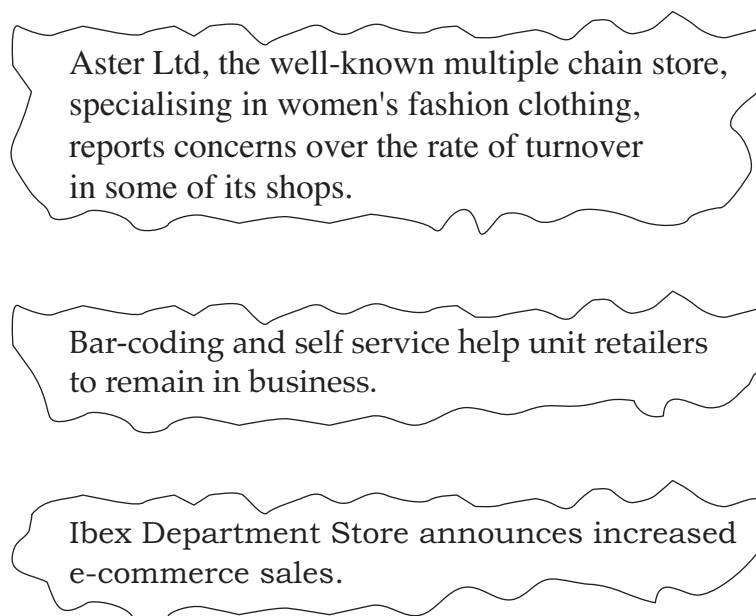 Aster Ltd, the well-known multiple chain store,
specialising in women's fashion clothing,
reports concerns over the rate of turnover
in some of its shops.
Bar-coding and self service help unit retailers
to remain in business.
Ibex Department Store announces increased
e-commerce sales.